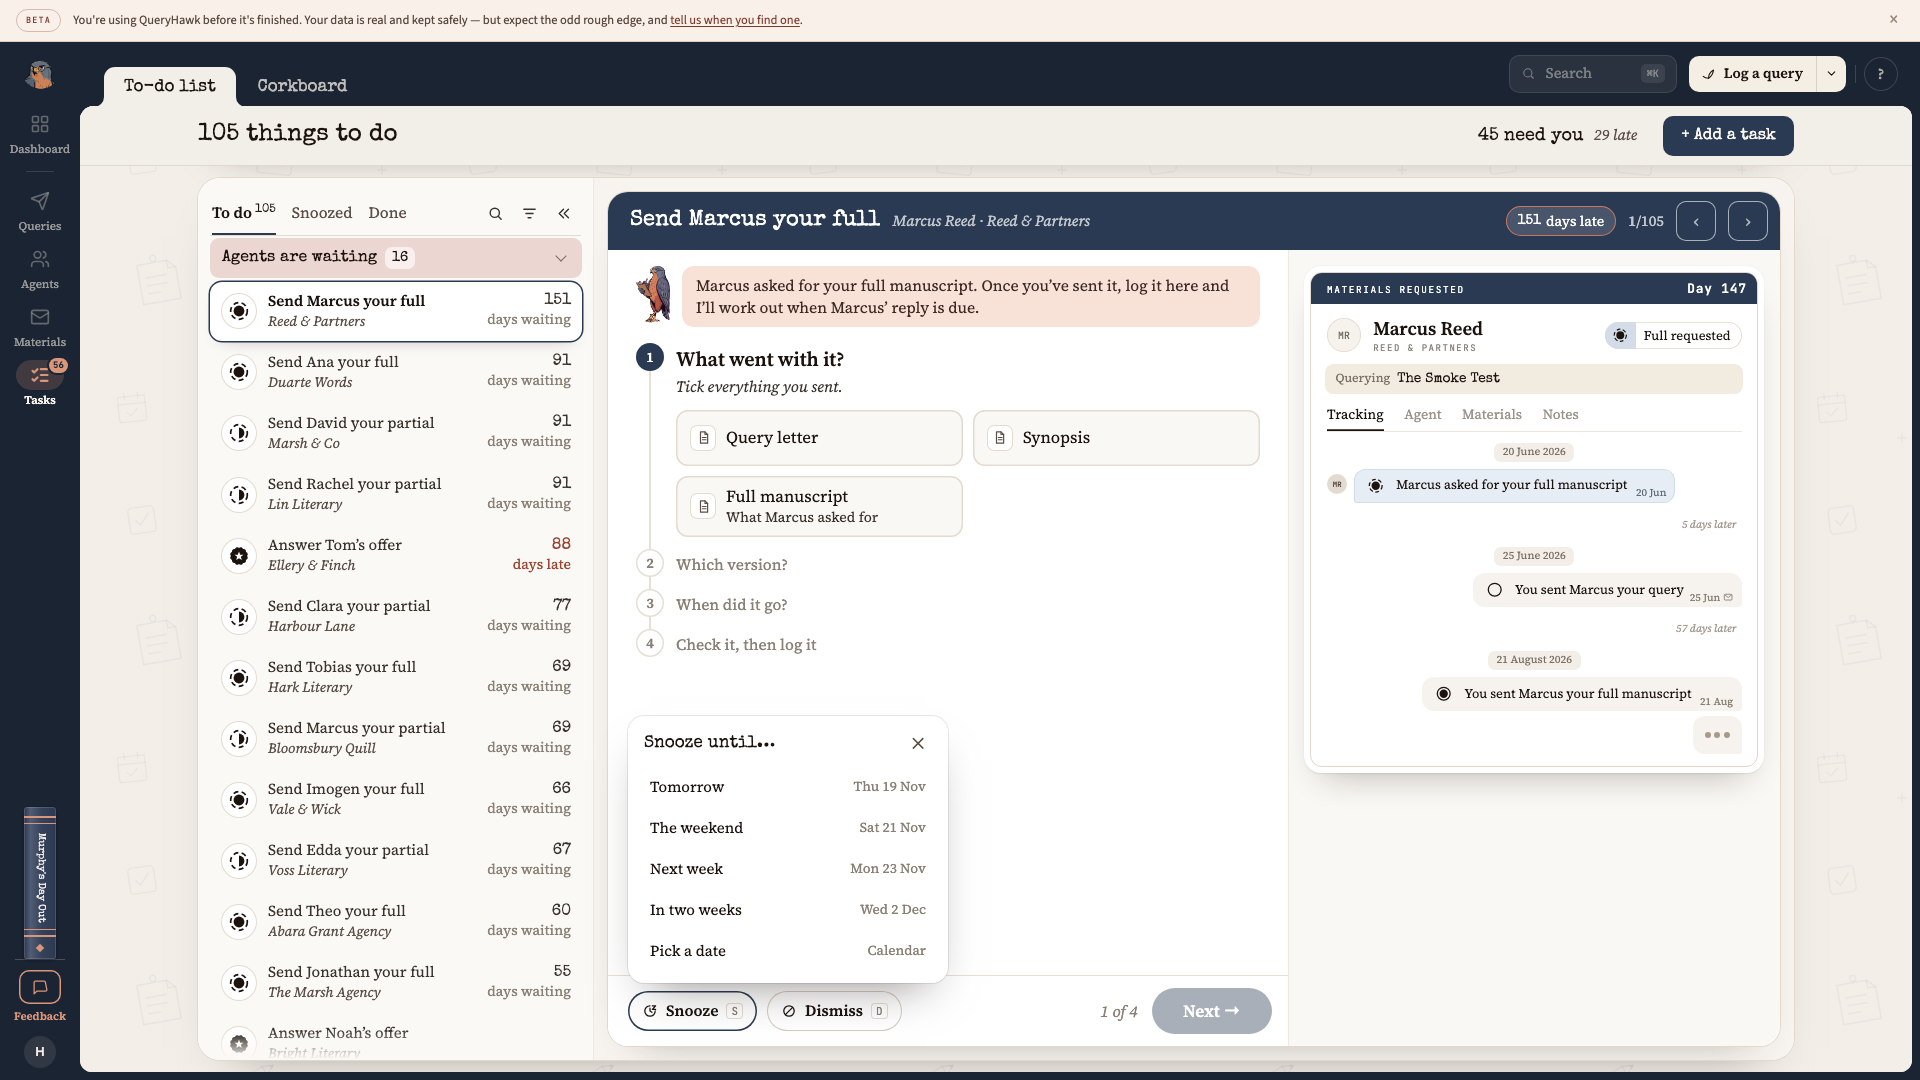 BETA
You're using QueryHawk before it's finished. Your data is real and kept safely — but expect the odd rough edge, and tell us when you find one.
To-do list
Corkboard
Search
⌘K
Log a query
?
Dashboard
Queries
Agents
Materials
56
Tasks
Murphy's Day Out
Feedback
H
105 things to do
45 need you
29 late
+ Add a task
To do 105
Snoozed
Done
Agents are waiting 16
Send Marcus your full
151
Reed & Partners
days waiting
Send Ana your full
91
Duarte Words
days waiting
Send David your partial
91
Marsh & Co
days waiting
Send Rachel your partial
91
Lin Literary
days waiting
Answer Tom's offer
88
Ellery & Finch
days late
Send Clara your partial
77
Harbour Lane
days waiting
Send Tobias your full
69
Hark Literary
days waiting
Send Marcus your partial
69
Bloomsbury Quill
days waiting
Send Imogen your full
66
Vale & Wick
days waiting
Send Edda your partial
67
Voss Literary
days waiting
Send Theo your full
60
Abara Grant Agency
days waiting
Send Jonathan your full
55
The Marsh Agency
days waiting
Answer Noah's offer
Bright Literary
Send Marcus your full
Marcus Reed · Reed & Partners
151 days late
1/105
Marcus asked for your full manuscript. Once you've sent it, log it here and
I'll work out when Marcus' reply is due.
1 What went with it?
Tick everything you sent.
Query letter
Synopsis
Full manuscript
What Marcus asked for
2 Which version?
3 When did it go?
4 Check it, then log it
Snooze until...
Tomorrow
Thu 19 Nov
The weekend
Sat 21 Nov
Next week
Mon 23 Nov
In two weeks
Wed 2 Dec
Pick a date
Calendar
Snooze S
Dismiss D
1 of 4
Next →
MATERIALS REQUESTED
Day 147
MR
Marcus Reed
REED & PARTNERS
Full requested
Querying The Smoke Test
Tracking
Agent
Materials
Notes
20 June 2026
MR
Marcus asked for your full manuscript
20 Jun
5 days later
25 June 2026
You sent Marcus your query
25 Jun
57 days later
21 August 2026
You sent Marcus your full manuscript
21 Aug